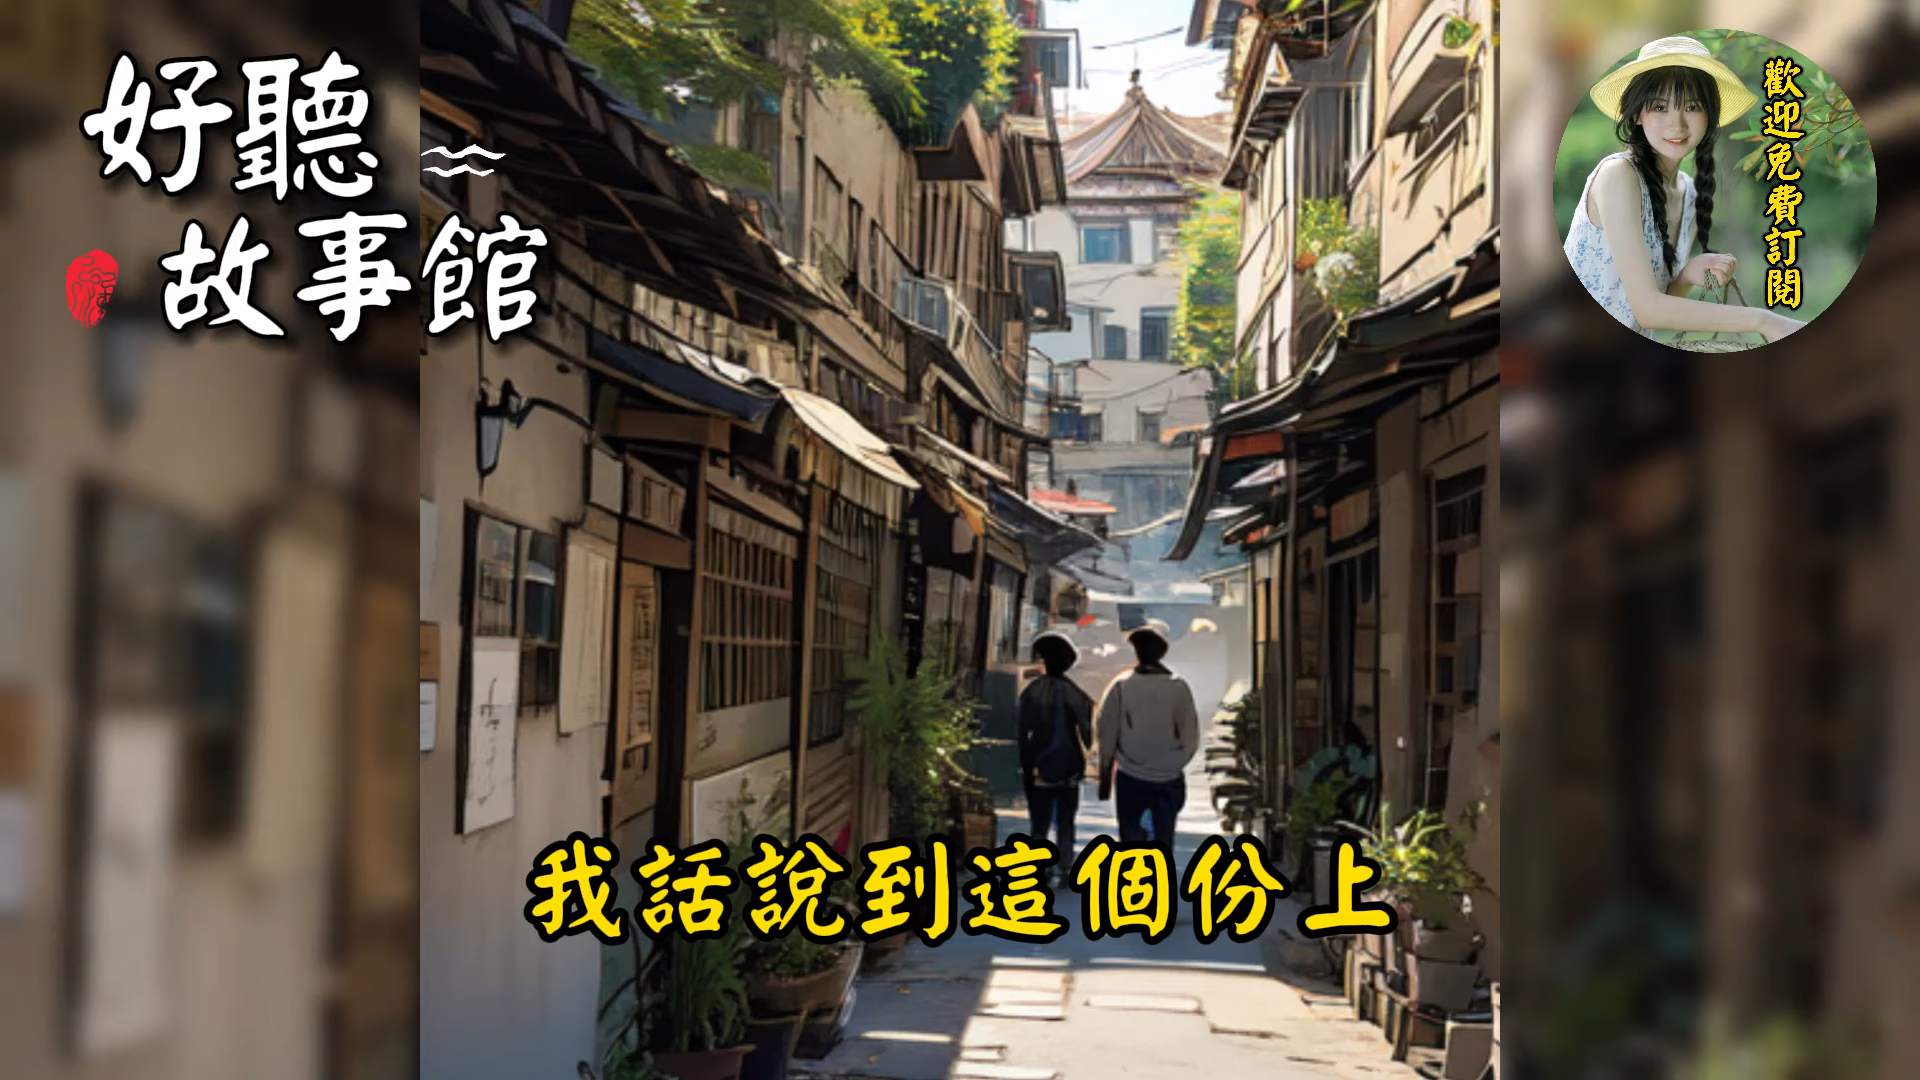 好聽
故事館
歡迎免費訂閱
我話說到這個份上